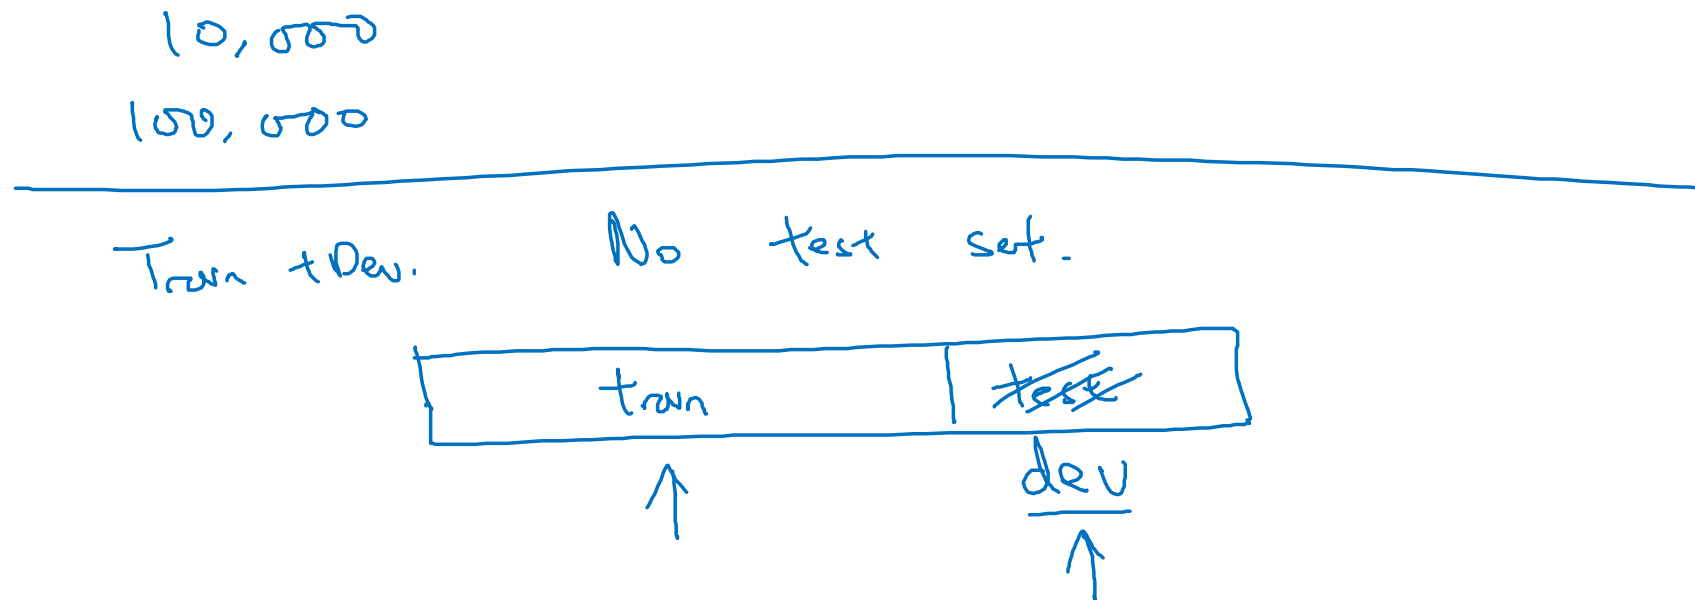 10,000
100,000
Train + Dev. No test set.
train test
dev